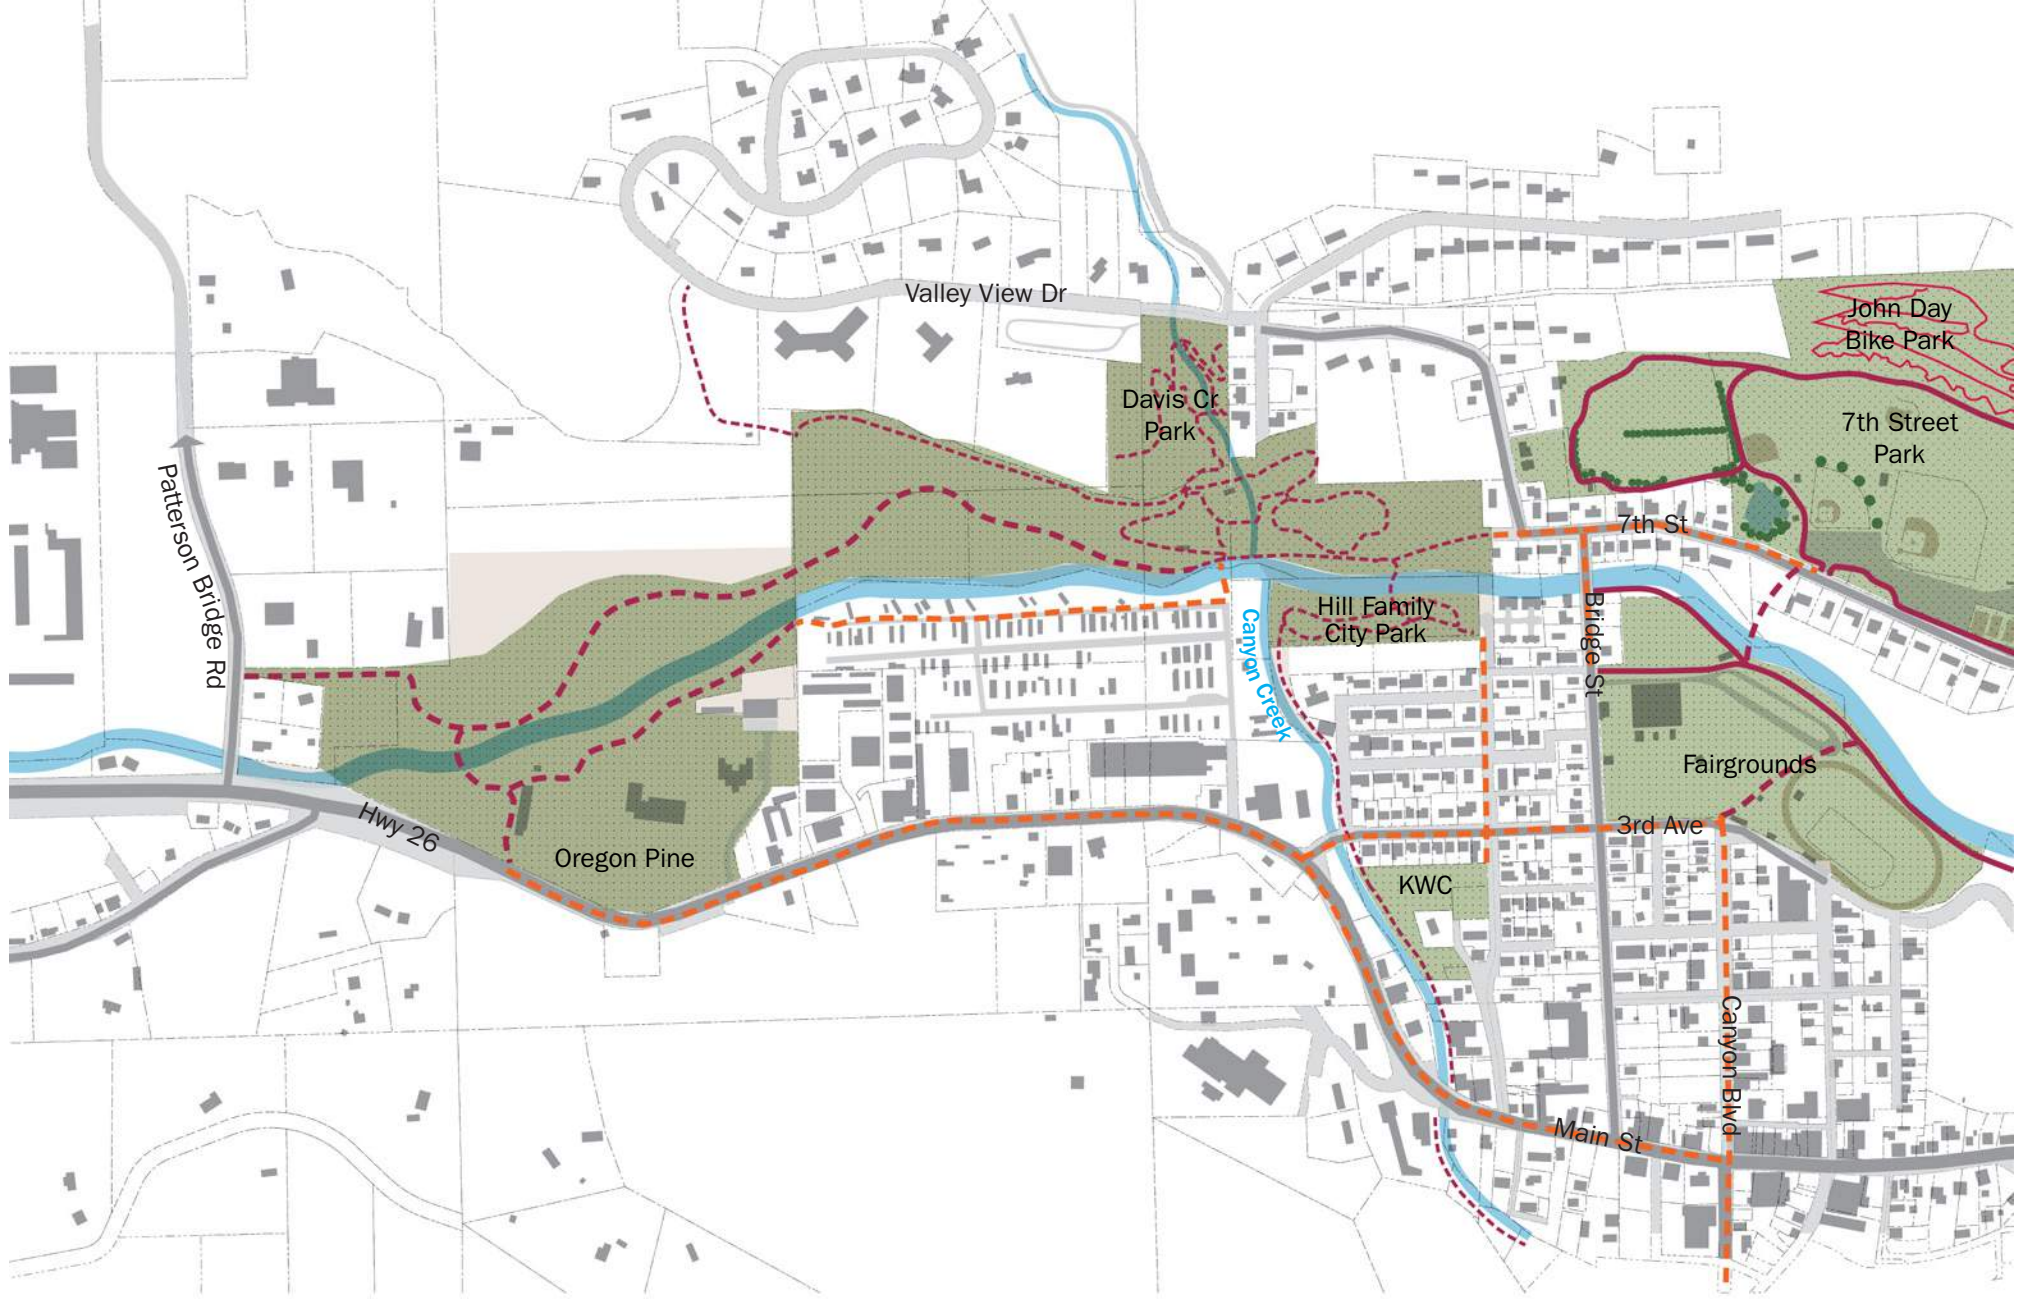 Valley View Dr
John Day
Bike Park
Davis Cr
Park
7th Street
Park
Patterson Bridge Rd
7th St
Hill Family
City Park
Bridge St
Canyon Creek
Fairgrounds
Hwy 26
3rd Ave
Oregon Pine
KWC
Canyon Blvd
Main St